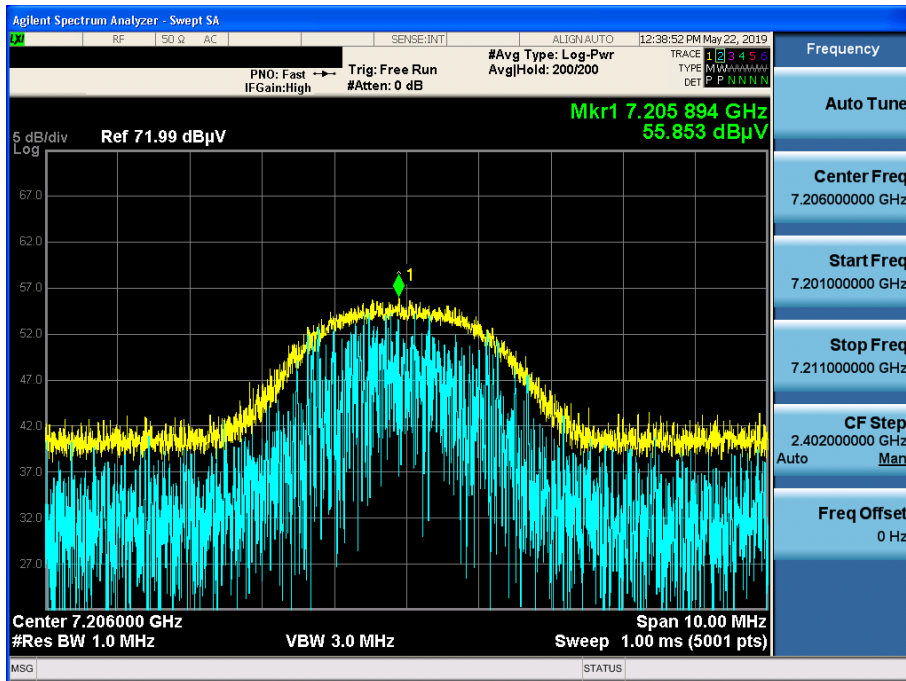 Agilent Spectrum Analyzer - Swept SA
LXI RF 50 Ω AC SENSE:INT ALIGN AUTO 12:38:52 PM May 22, 2019
PNO: Fast Trig: Free Run #Avg Type: Log-Pwr TRACE 1 2 3 4 5 6
IFGain:High #Atten: 0 dB Avg|Hold: 200/200 TYPE M
DET P P N N N N
Mkr1 7.205 894 GHz
55.853 dBµV
5 dB/div Ref 71.99 dBµV
Log
67.0
62.0
1
57.0
52.0
47.0
42.0
37.0
32.0
27.0
Center 7.206000 GHz Span 10.00 MHz
#Res BW 1.0 MHz VBW 3.0 MHz Sweep 1.00 ms (5001 pts)
MSG STATUS
Frequency
Auto Tune
Center Freq
7.206000000 GHz
Start Freq
7.201000000 GHz
Stop Freq
7.211000000 GHz
CF Step
2.402000000 GHz
Auto Man
Freq Offset
0 Hz